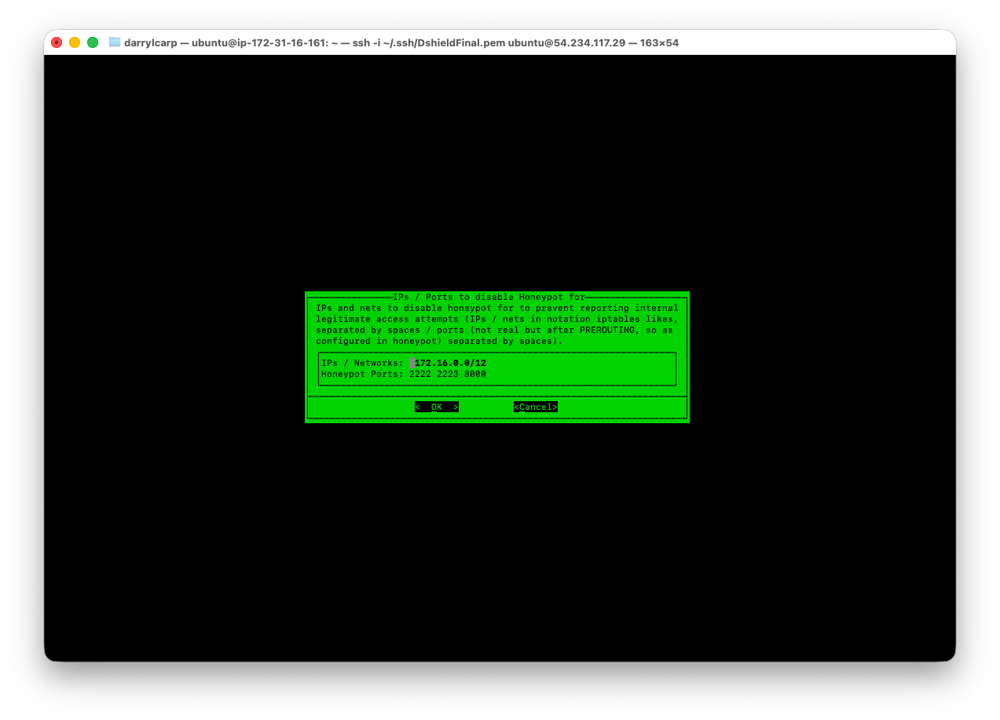 darrylcarp — ubuntu@ip-172-31-16-161: ~ — ssh -i ~/.ssh/DshieldFinal.pem ubuntu@54.234.117.29 — 163×54
IPs / Ports to disable Honeypot for
IPs and nets to disable honeypot for to prevent reporting internal
legitimate access attempts (IPs / nets in notation iptables likes,
separated by spaces / ports (not real but after PREROUTING, so as
configured in honeypot) separated by spaces).
IPs / Networks: 172.16.0.0/12
Honeypot Ports: 2222 2223 8000
<  OK  > <Cancel>